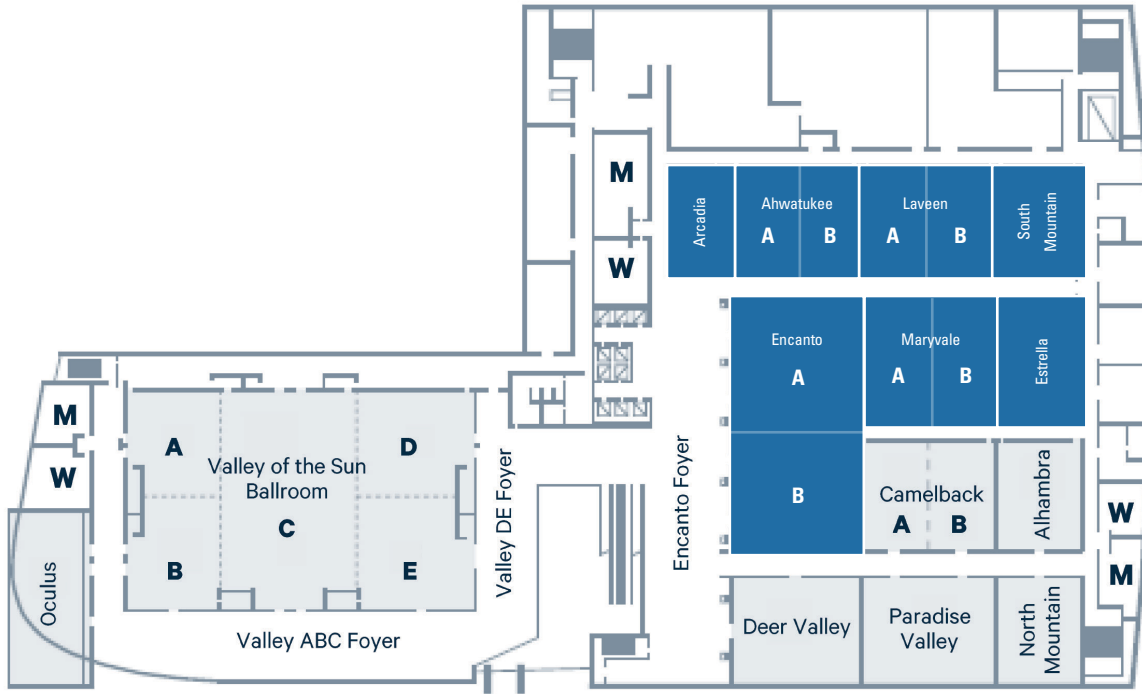 M
W
Arcadia
Ahwatukee
A B
Laveen
A B
South
Mountain
Encanto
A
B
Maryvale
A B
Estrella
Camelback
A B
Alhambra
W
M
Encanto Foyer
Deer Valley
Paradise
Valley
North
Mountain
M
W
Oculus
A
D
Valley of the Sun
Ballroom
C
B
E
Valley DE Foyer
Valley ABC Foyer